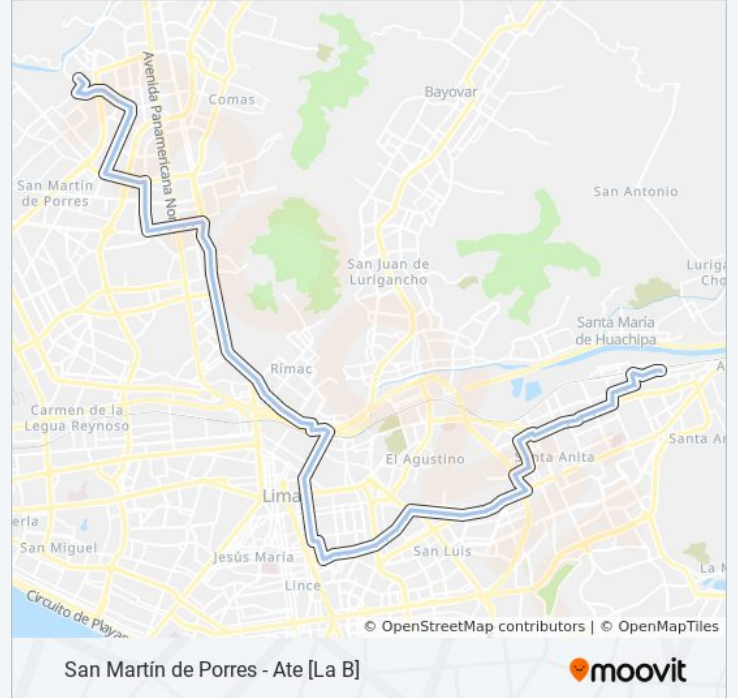 Avenida Panamericana Nor
Comas
Bayovar
San Martín
de Porres
San Antonio
San Juan de
Lurigancho
Luriga
Cho
Santa María
de Huachipa
Rímac
A
Carmen de la
Legua Reynoso
El Agustino
Santa Anita
Santa Ar
Lima
erla
San Miguel
Jesús María
San Luis
La M
Lince
Circuito de Playas
© OpenStreetMap contributors | © OpenMapTiles
San Martín de Porres - Ate [La B]
moovit